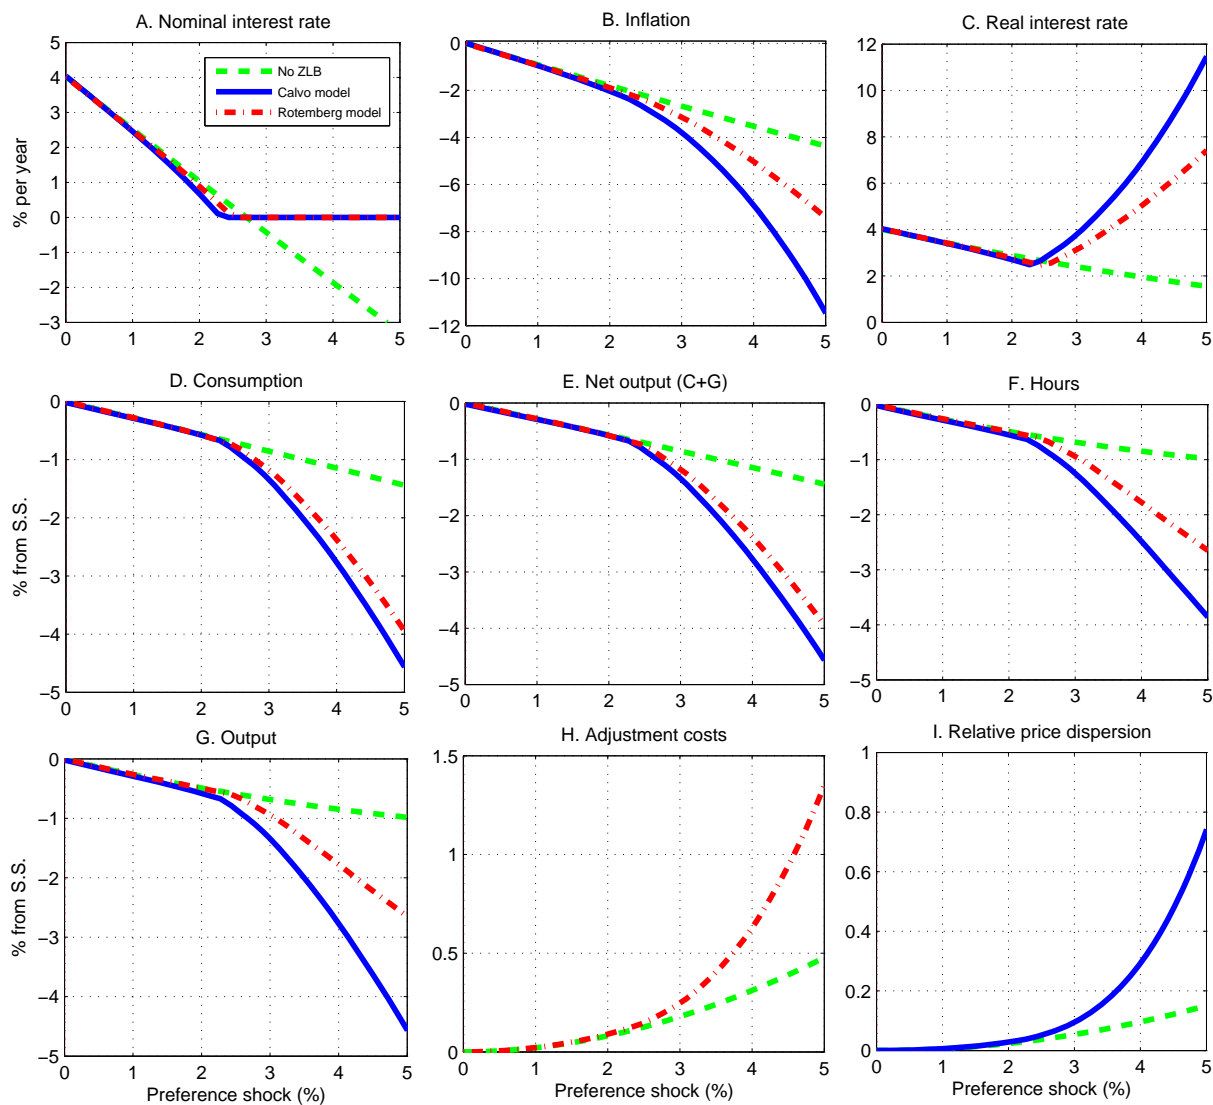 A. Nominal interest rate
B. Inflation
C. Real interest rate
5
4
3
2
1
0
−1
−2
−3
% per year
No ZLB
Calvo model
Rotemberg model
0 1 2 3 4 5
0
−2
−4
−6
−8
−10
−12
0 1 2 3 4 5
12
10
8
6
4
2
0
0 1 2 3 4 5
D. Consumption
E. Net output (C+G)
F. Hours
0
−1
−2
−3
−4
−5
% from S.S.
0 1 2 3 4 5
0
−1
−2
−3
−4
−5
0 1 2 3 4 5
0
−1
−2
−3
−4
−5
0 1 2 3 4 5
G. Output
H. Adjustment costs
I. Relative price dispersion
0
−1
−2
−3
−4
−5
% from S.S.
0 1 2 3 4 5
Preference shock (%)
1.5
1
0.5
0
0 1 2 3 4 5
Preference shock (%)
1
0.8
0.6
0.4
0.2
0
0 1 2 3 4 5
Preference shock (%)